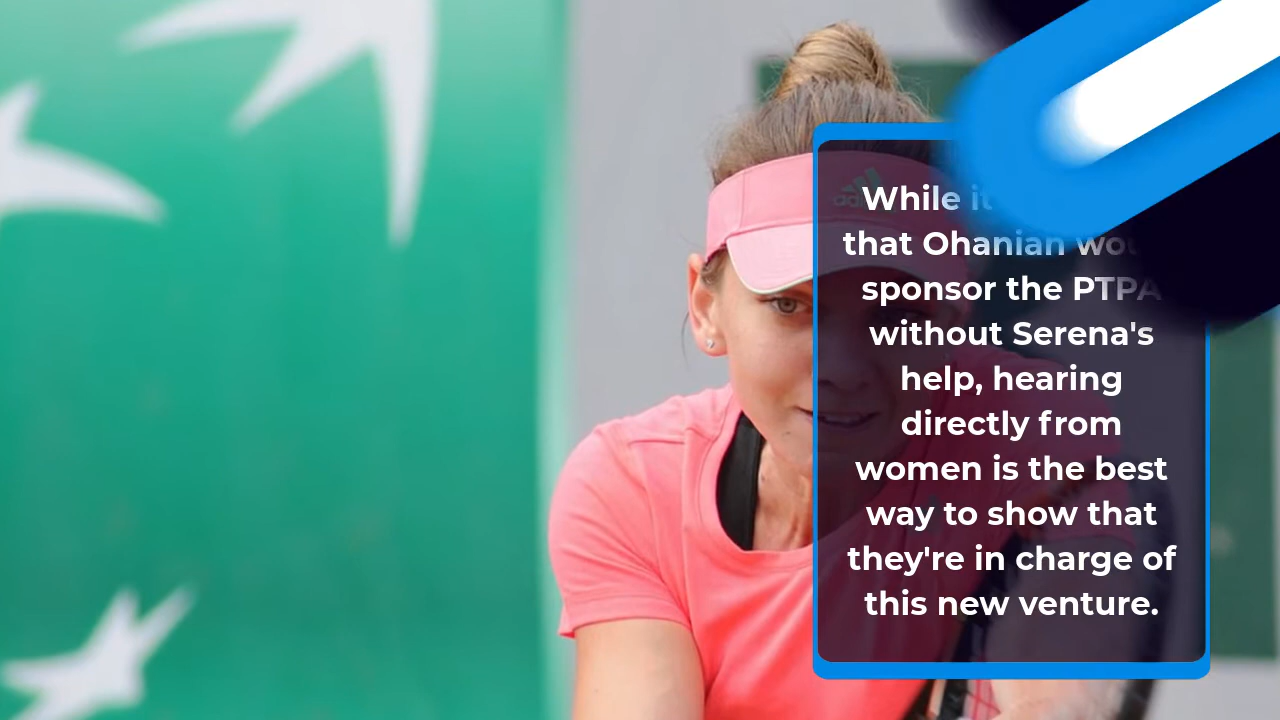 While it
that Ohanian
sponsor the PTPA
without Serena's
help, hearing
directly from
women is the best
way to show that
they're in charge of
this new venture.